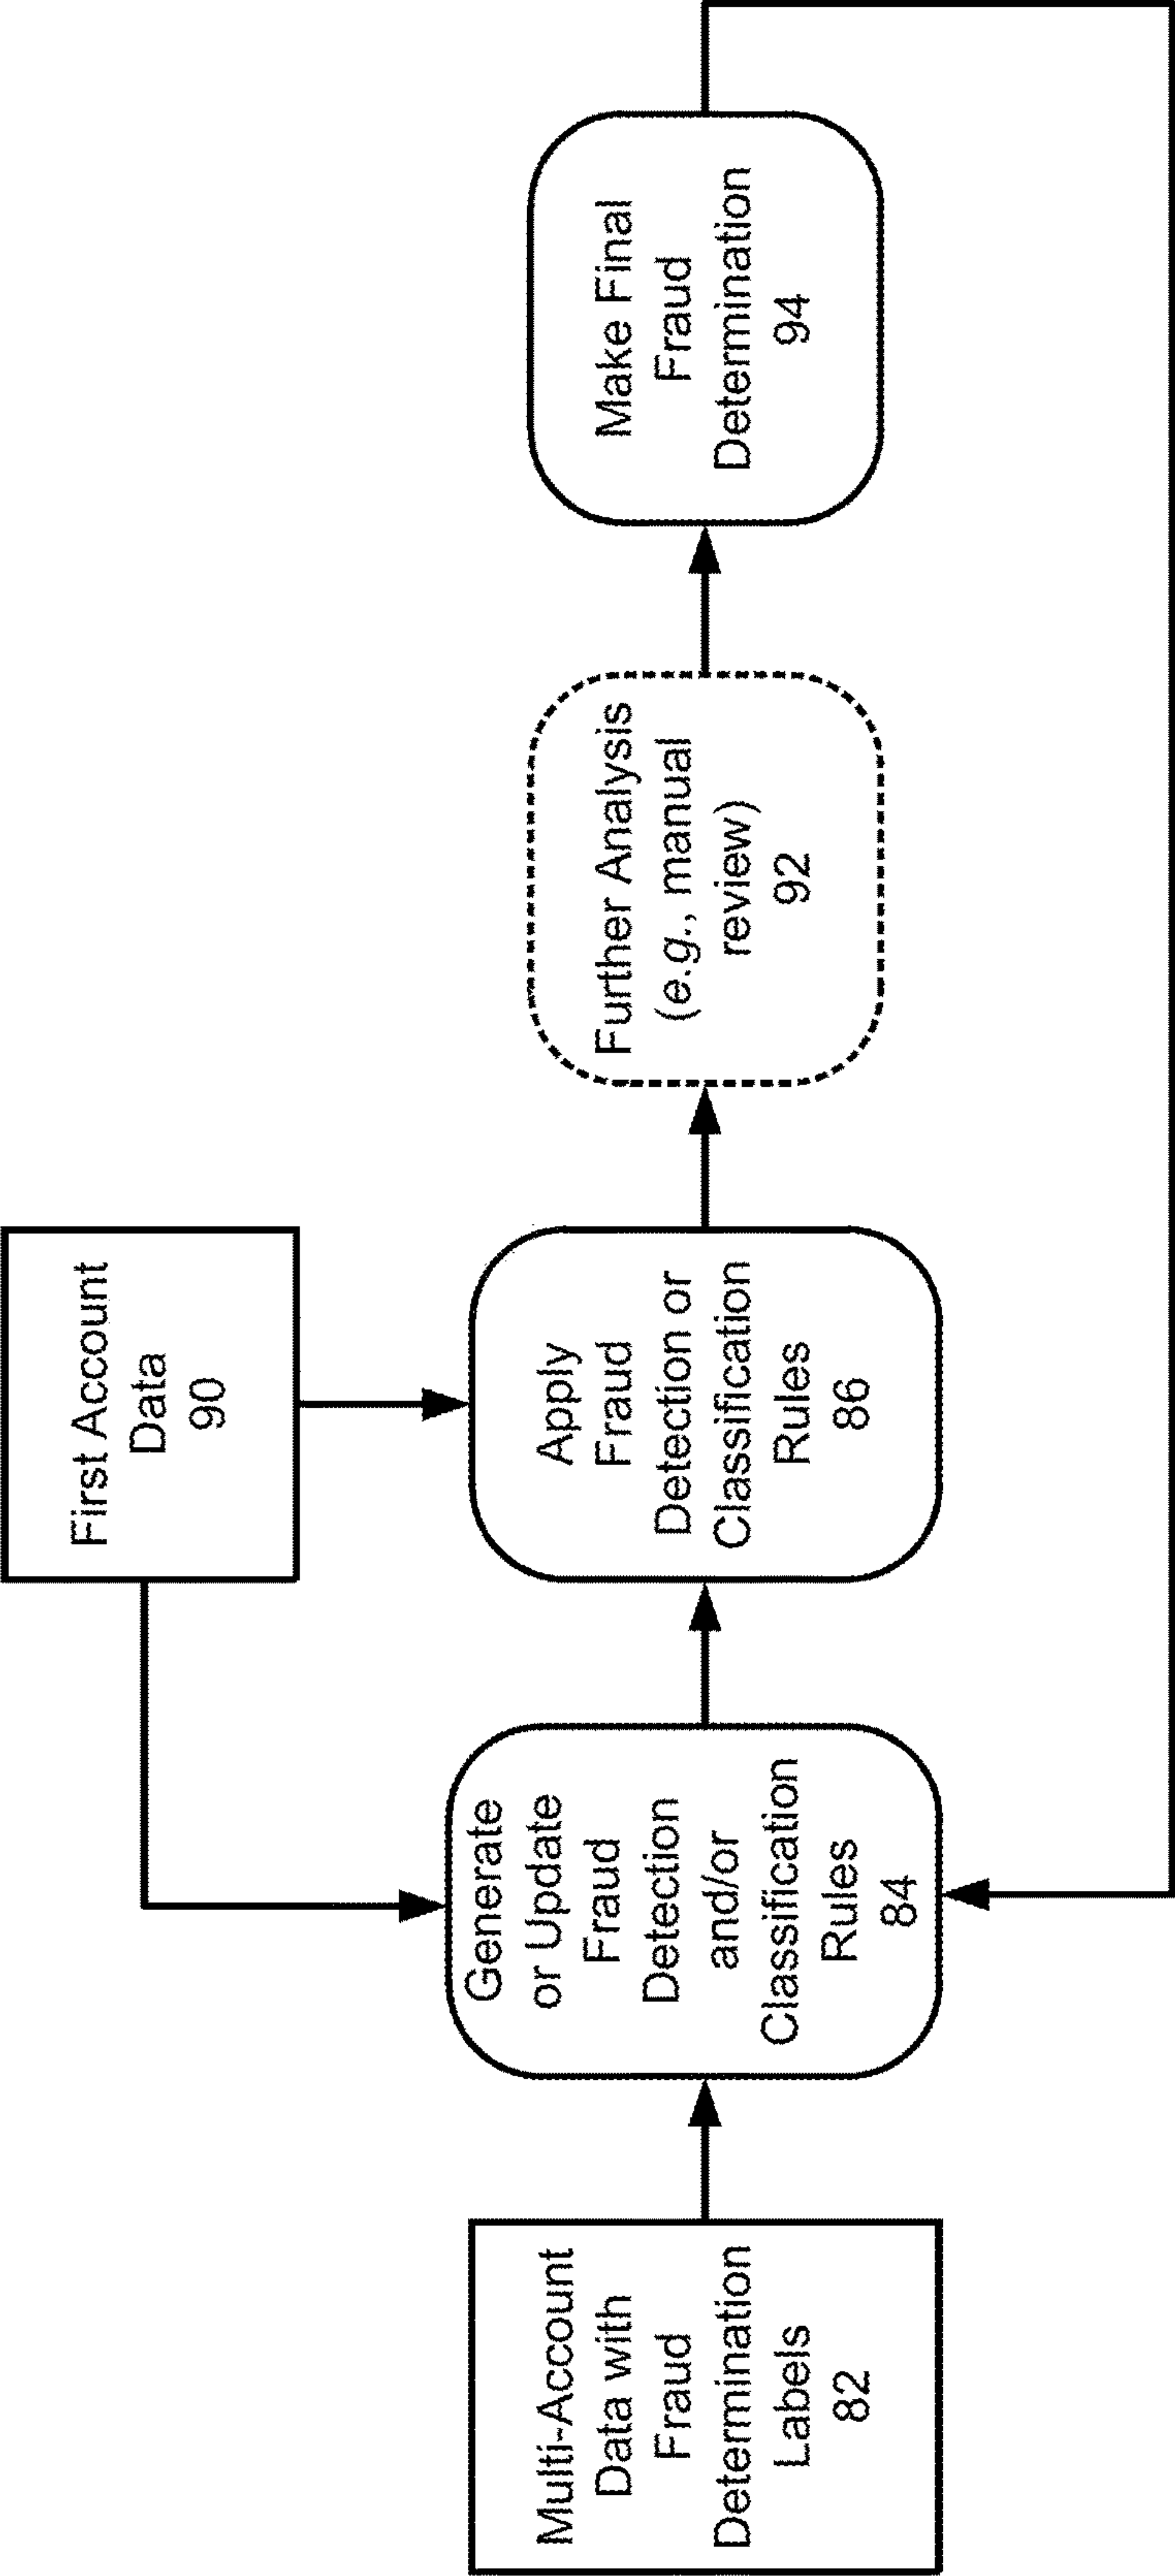 Multi-Account
Data with
Fraud
Determination
Labels
82
Generate
or Update
Fraud
Detection
and/or
Classification
Rules
84
First Account
Data
90
Apply
Fraud
Detection or
Classification
Rules
86
Further Analysis
(e.g., manual
review)
92
Make Final
Fraud
Determination
94